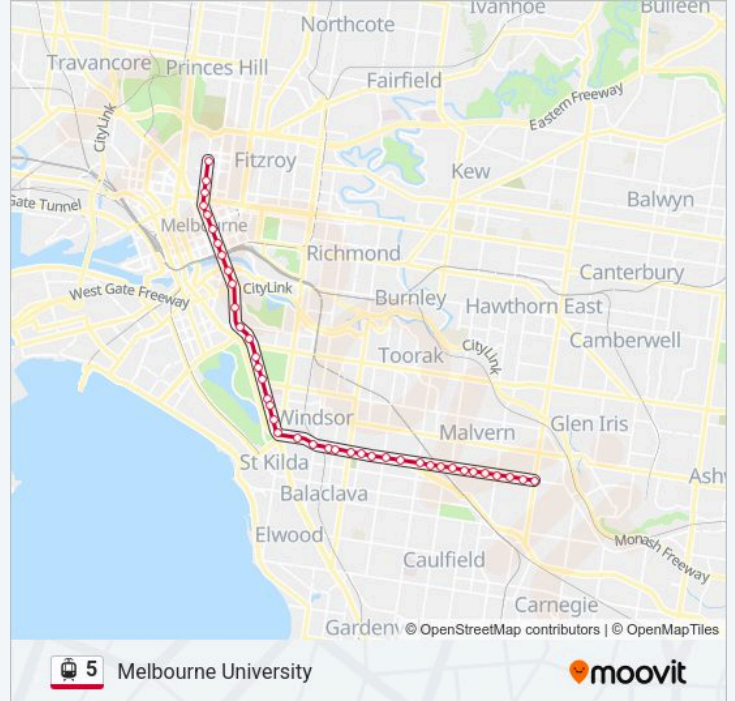 Ivanhoe
Bulleen
Northcote
Travancore
Princes Hill
Fairfield
CityLink
Eastern Freeway
Fitzroy
Kew
Balwyn
Gate Tunnel
Melbourne
Richmond
Canterbury
West Gate Freeway
CityLink
Burnley
Hawthorn East
Camberwell
Toorak
CityLink
Windsor
Malvern
Glen Iris
St Kilda
Ash
Balaclava
Elwood
Monash Freeway
Caulfield
Carnegie
Gardenv
© OpenStreetMap contributors | © OpenMapTiles
5 Melbourne University
moovit